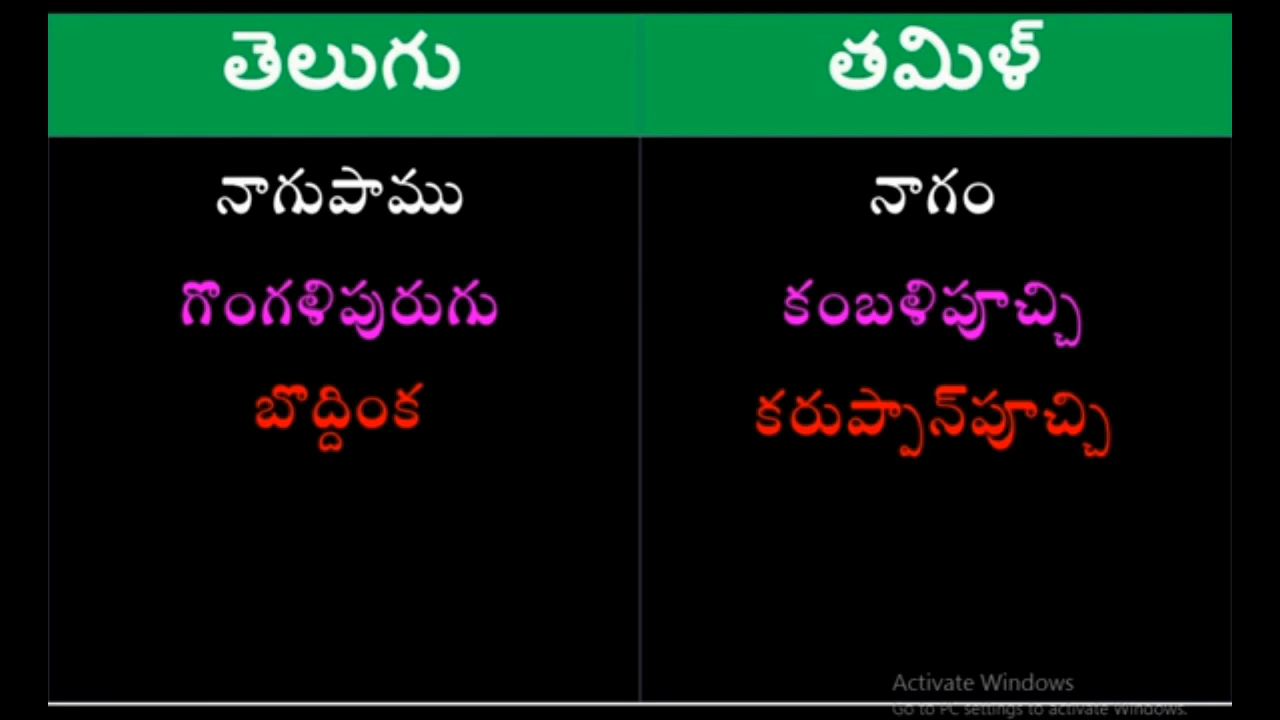 తెలుగు తమిళ్
నాగుపాము నాగం
గొంగళిపురుగు కంబళిపూచ్చి
బొద్దింక కరుప్పాన్‌పూచ్చి
Activate Windows
Go to PC settings to activate Windows.